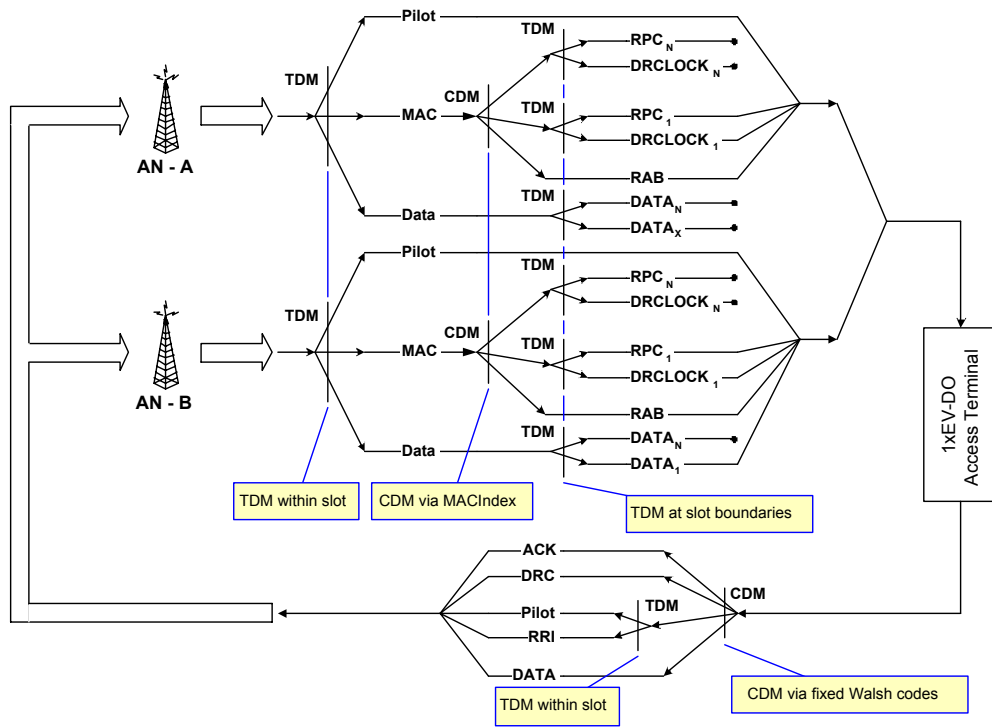 Pilot
TDM
RPC N
DRCLOCK N
TDM
CDM
MAC
TDM
RPC 1
DRCLOCK 1
RAB
AN - A
TDM
DATA N
Data
DATA X
Pilot
TDM
RPC N
DRCLOCK N
TDM
CDM
MAC
TDM
RPC 1
DRCLOCK 1
RAB
AN - B
TDM
DATA N
Data
DATA 1
1xEV-DO
Access Terminal
TDM within slot
CDM via MACIndex
TDM at slot boundaries
ACK
DRC
CDM
TDM
Pilot
RRI
DATA
TDM within slot
CDM via fixed Walsh codes